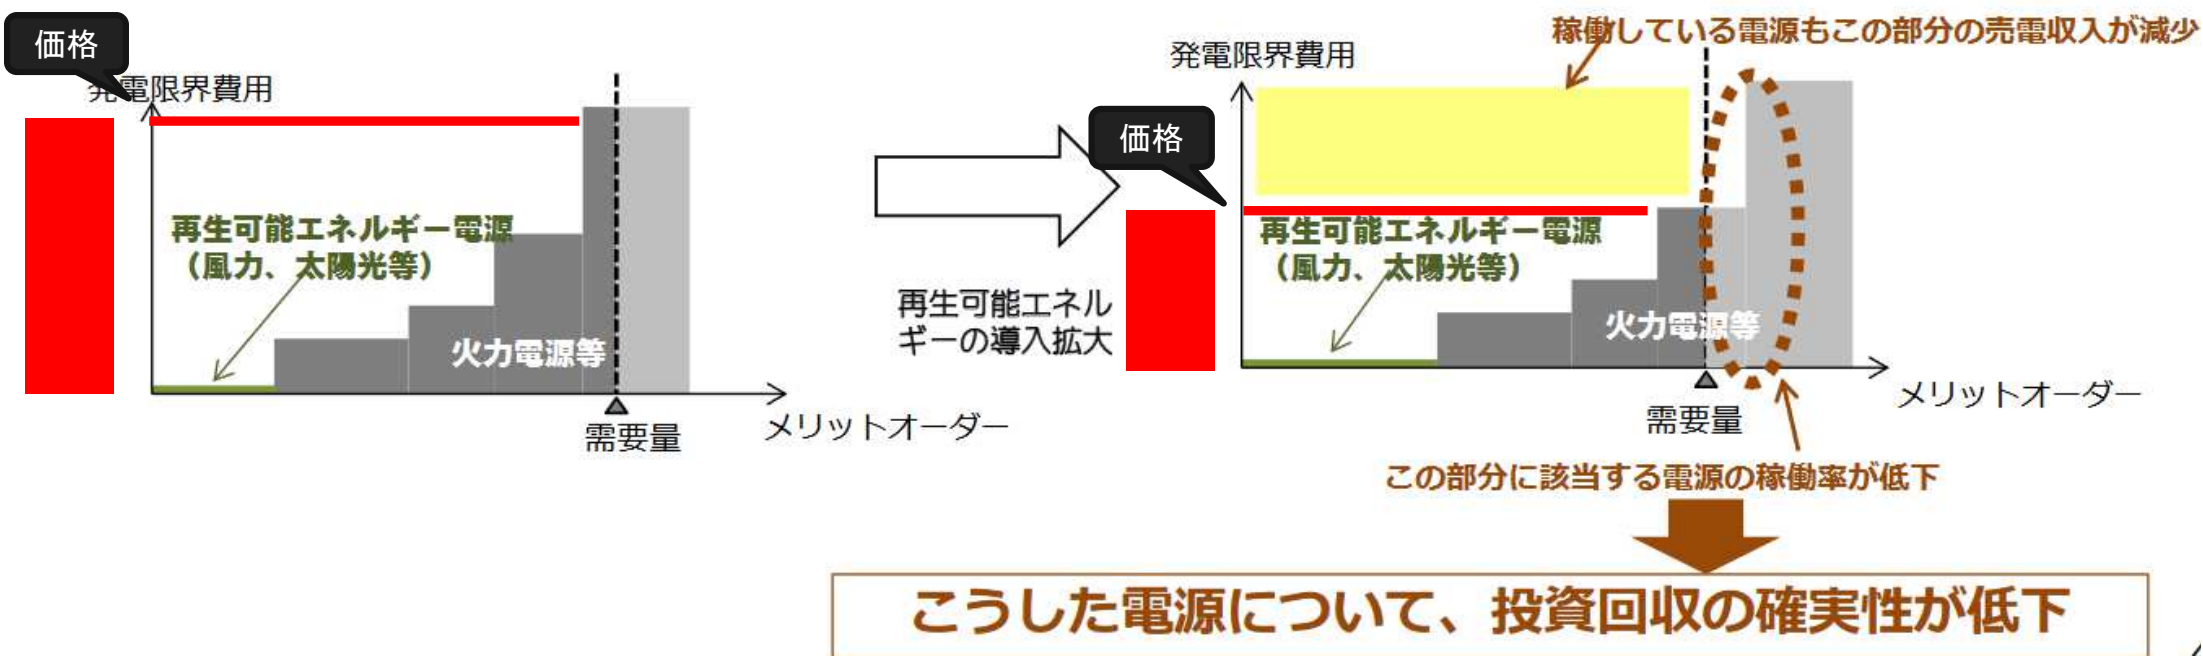 価格
発電限界費用
再生可能エネルギー電源
（風力、太陽光等）
火力電源等
需要量
メリットオーダー
再生可能エネル
ギーの導入拡大
稼働している電源もこの部分の売電収入が減少
発電限界費用
価格
再生可能エネルギー電源
（風力、太陽光等）
火力電源等
需要量
メリットオーダー
この部分に該当する電源の稼働率が低下
こうした電源について、投資回収の確実性が低下